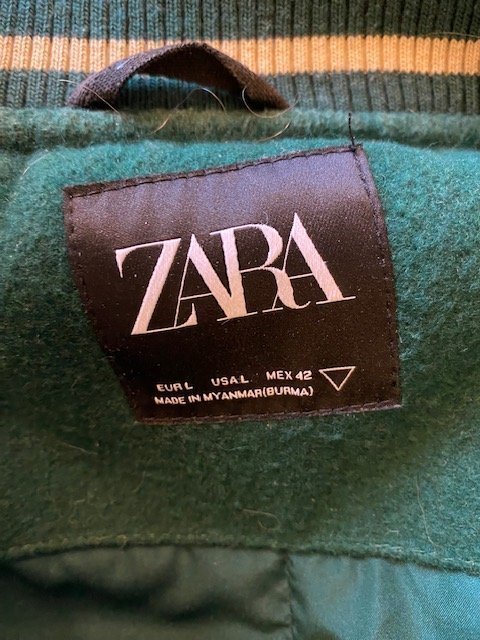 ZARA
EUR L USA L MEX 42
MADE IN MYANMAR(BURMA)